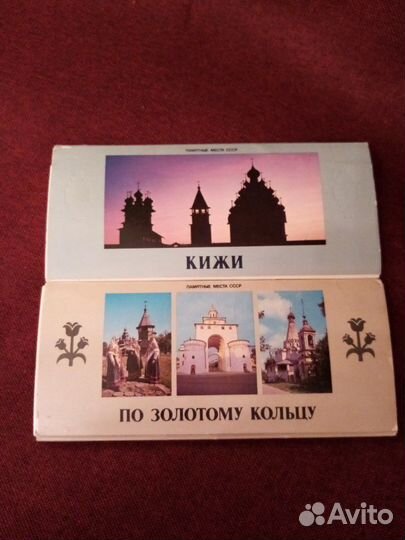 ПАМЯТНЫЕ МЕСТА СССР
КИЖИ
ПАМЯТНЫЕ МЕСТА СССР
ПО ЗОЛОТОМУ КОЛЬЦУ
Avito